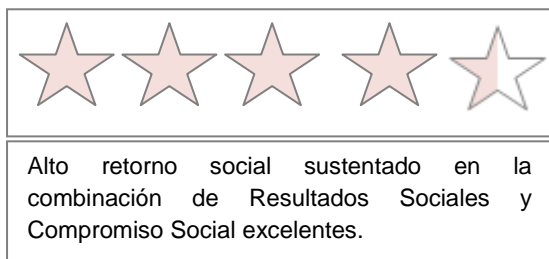 Alto retorno social sustentado en la
combinación de Resultados Sociales y
Compromiso Social excelentes.